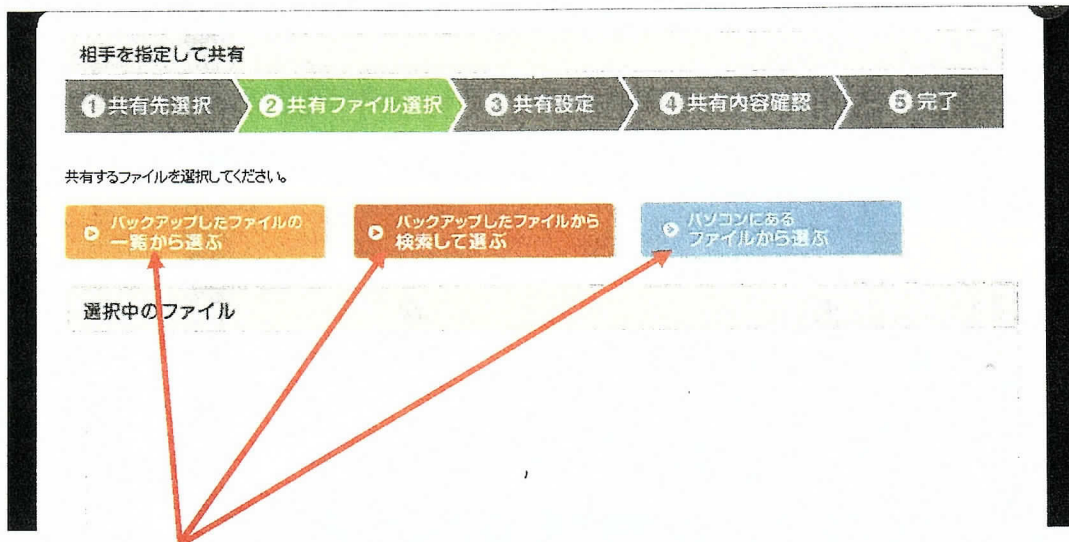 相手を指定して共有
①共有先選択 ②共有ファイル選択 ③共有設定 ④共有内容確認 ⑤完了
共有するファイルを選択してください。
バックアップしたファイルの
一覧から選ぶ
バックアップしたファイルから
検索して選ぶ
パソコンにある
ファイルから選ぶ
選択中のファイル